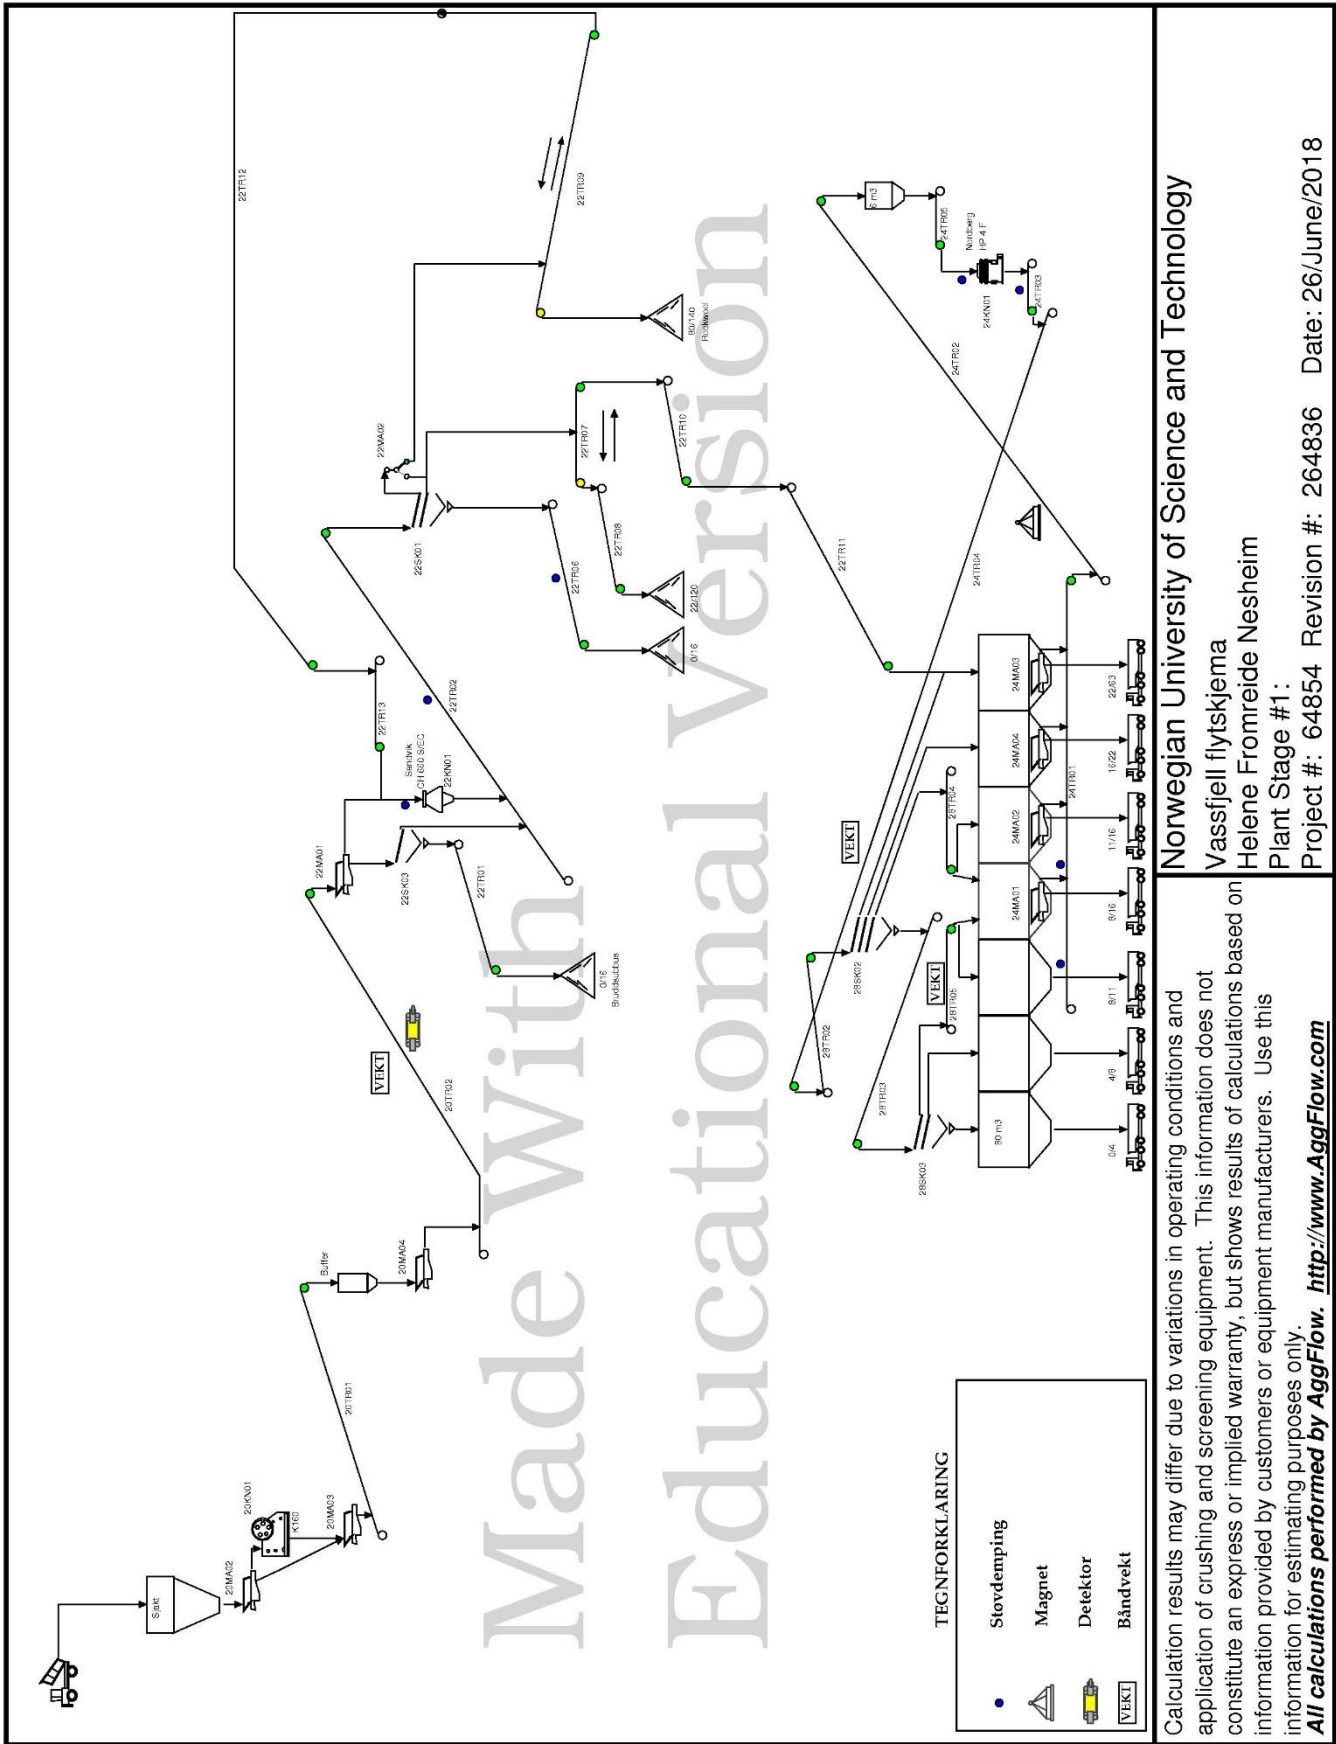 Made With
Educational Version
Sjakt
20MA02
20KN01
K160
20MA03
20TR01
Buffer
20MA04
20TR02
VEKT
22MA01
22SK03
22TR01
0/16
Sandvik
CH 660 S/EC
22KN01
22TR13
22TR12
22TR02
22MA02
22SK01
22TR06
0/16
22TR07
22TR08
22/120
22TR09
80/140
Rockwool
22TR10
22TR11
6 m3
24TR05
Nordberg
HP 4 F
24KN01
24TR03
24TR02
24TR04
VEKT
28TR02
28SK02
28TR03
28SK03
VEKT
28TR05
28TR04
80 m3
24MA01
24MA02
24MA04
24MA03
24TR01
0/4
4/8
8/11
8/16
11/16
16/22
22/63
TEGNFORKLARING
Støvdemping
Magnet
Detektor
VEKT Båndvekt
Calculation results may differ due to variations in operating conditions and
application of crushing and screening equipment. This information does not
constitute an express or implied warranty, but shows results of calculations based on
information provided by customers or equipment manufacturers. Use this
information for estimating purposes only.
All calculations performed by AggFlow. http://www.AggFlow.com
Norwegian University of Science and Technology
Vassfjell flytskjema
Helene Fromreide Nesheim
Plant Stage #1:
Project #: 64854 Revision #: 264836 Date: 26/June/2018